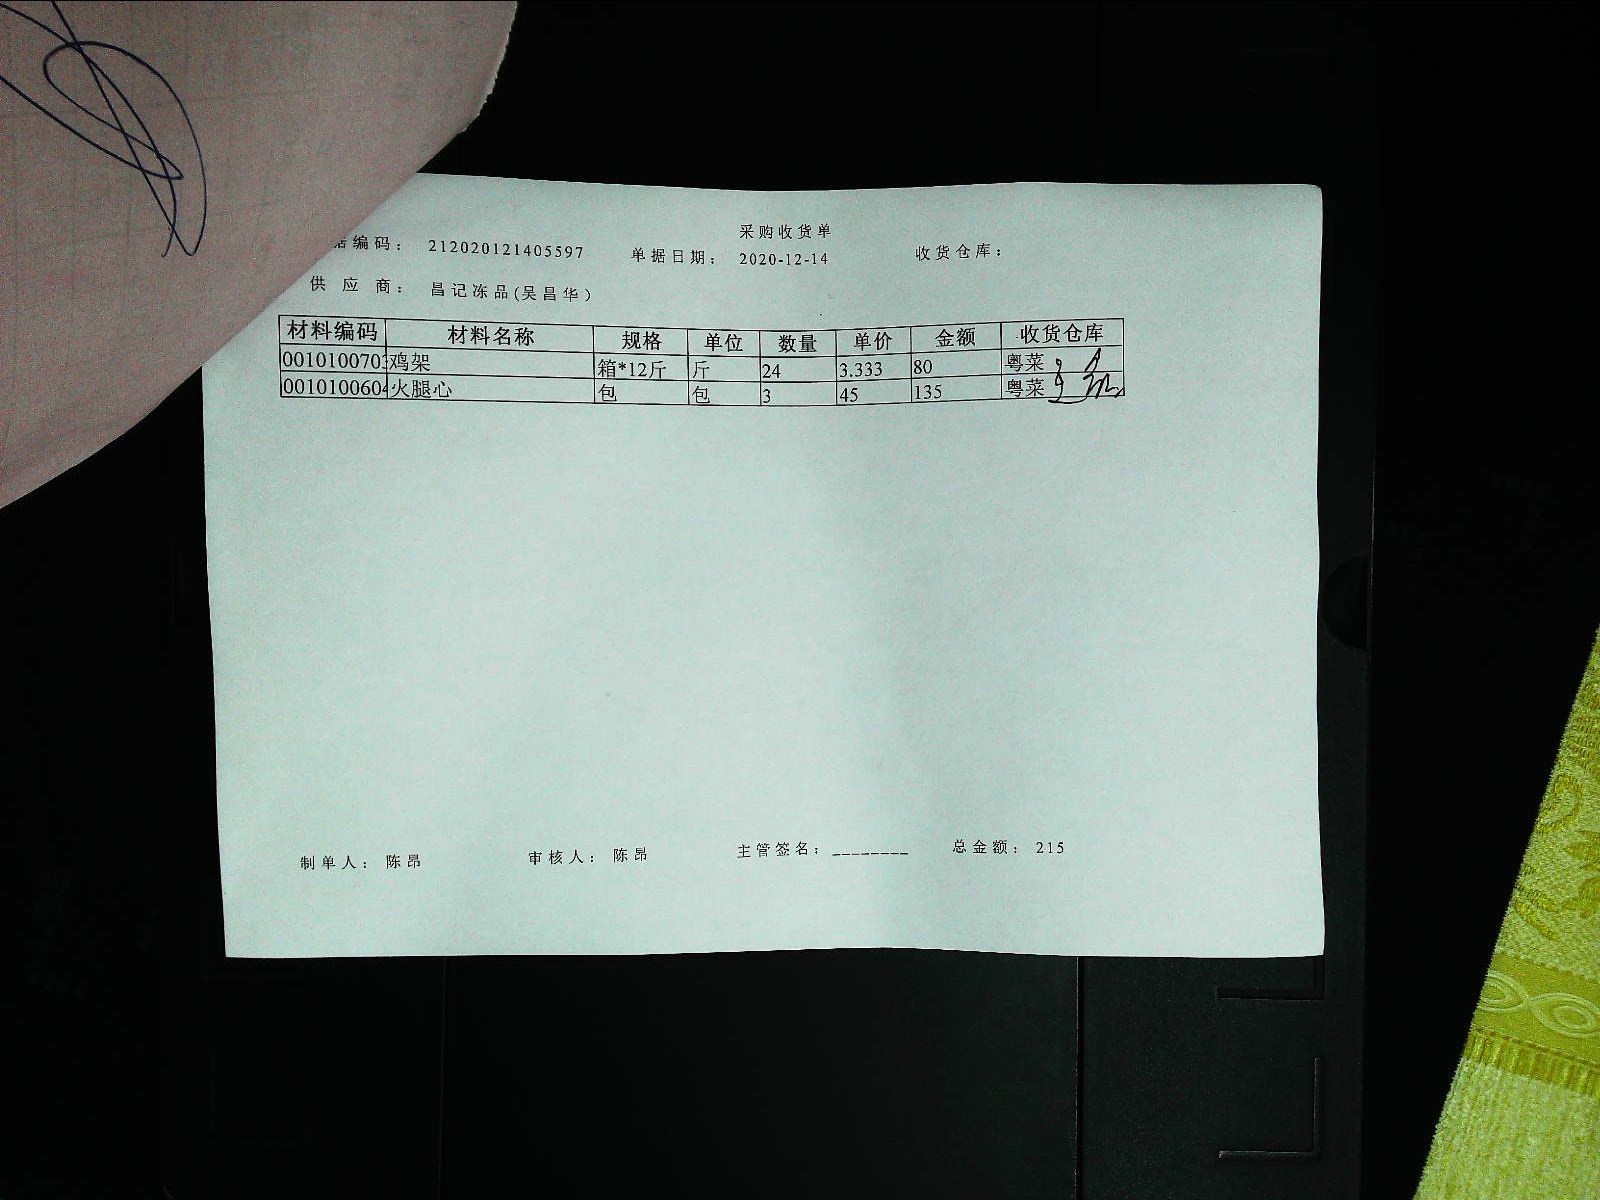 采购收货单
据编码： 212020121405597 单据日期： 2020-12-14 收货仓库：
供 应 商： 昌记冻品(吴昌华)
材料编码 材料名称 规格 单位 数量 单价 金额 收货仓库
0010100703 鸡架 箱*12斤 斤 24 3.333 80 粤菜
0010100604 火腿心 包 包 3 45 135 粤菜
制单人： 陈昂 审核人： 陈昂 主管签名：________ 总金额： 215